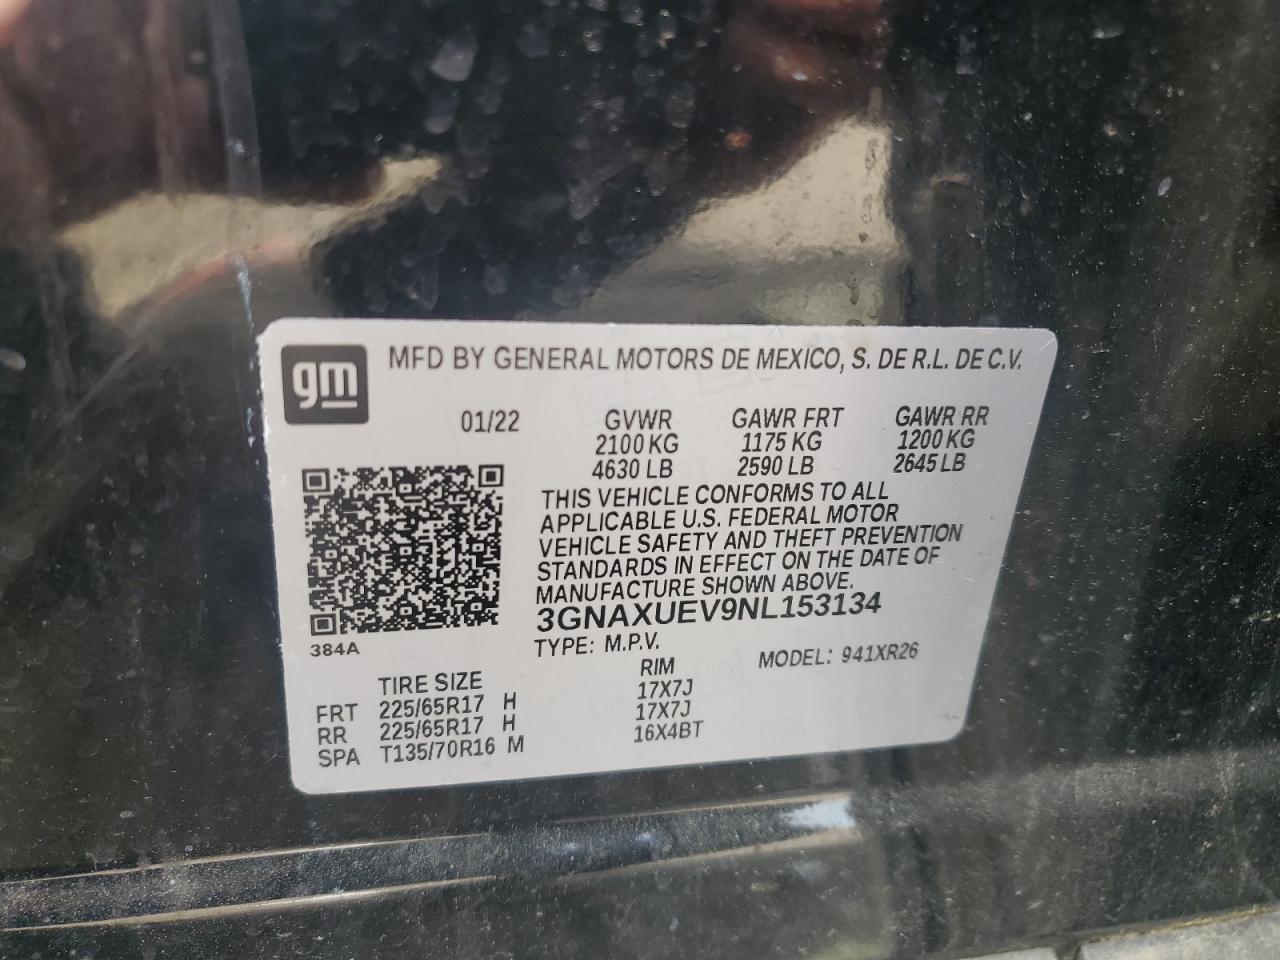 gm MFD BY GENERAL MOTORS DE MEXICO, S. DE R.L. DE C.V.
01/22 GVWR GAWR FRT GAWR RR
2100 KG 1175 KG 1200 KG
4630 LB 2590 LB 2645 LB
THIS VEHICLE CONFORMS TO ALL
APPLICABLE U.S. FEDERAL MOTOR
VEHICLE SAFETY AND THEFT PREVENTION
STANDARDS IN EFFECT ON THE DATE OF
MANUFACTURE SHOWN ABOVE.
3GNAXUEV9NL153134
384A TYPE: M.P.V. MODEL: 941XR26
TIRE SIZE RIM
FRT 225/65R17 H 17X7J
RR 225/65R17 H 17X7J
SPA T135/70R16 M 16X4BT